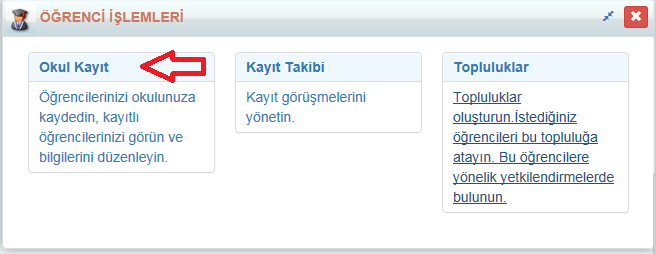 ÖĞRENCİ İŞLEMLERİ
Okul Kayıt
Öğrencilerinizi okulunuza
kaydedin, kayıtlı
öğrencilerinizi görün ve
bilgilerini düzenleyin.
Kayıt Takibi
Kayıt görüşmelerini
yönetin.
Topluluklar
Topluluklar
oluşturun.İstediğiniz
öğrencileri bu topluluğa
atayın. Bu öğrencilere
yönelik yetkilendirmelerde
bulunun.